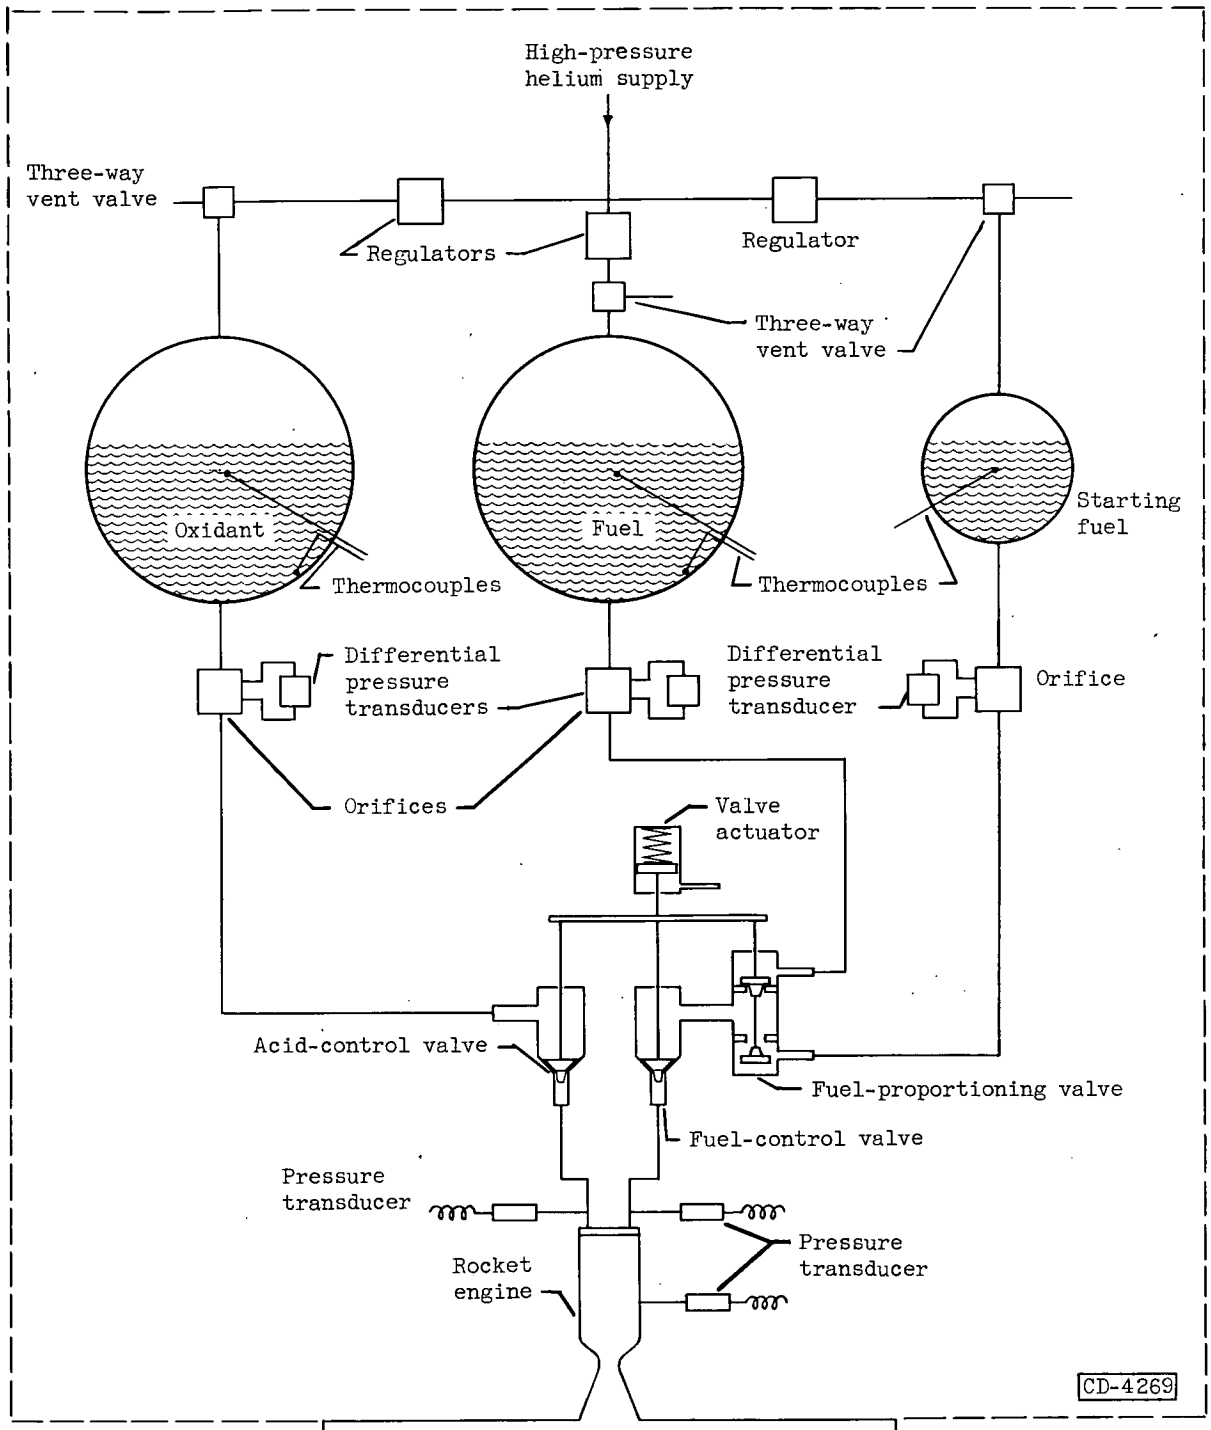 High-pressure
helium supply
Three-way
vent valve
Regulators
Regulator
Three-way
vent valve
Oxidant
Fuel
Starting
fuel
Thermocouples
Thermocouples
Differential
pressure
transducers
Differential
pressure
transducer
Orifice
Orifices
Valve
actuator
Acid-control valve
Fuel-proportioning valve
Fuel-control valve
Pressure
transducer
Pressure
transducer
Rocket
engine
CD-4269